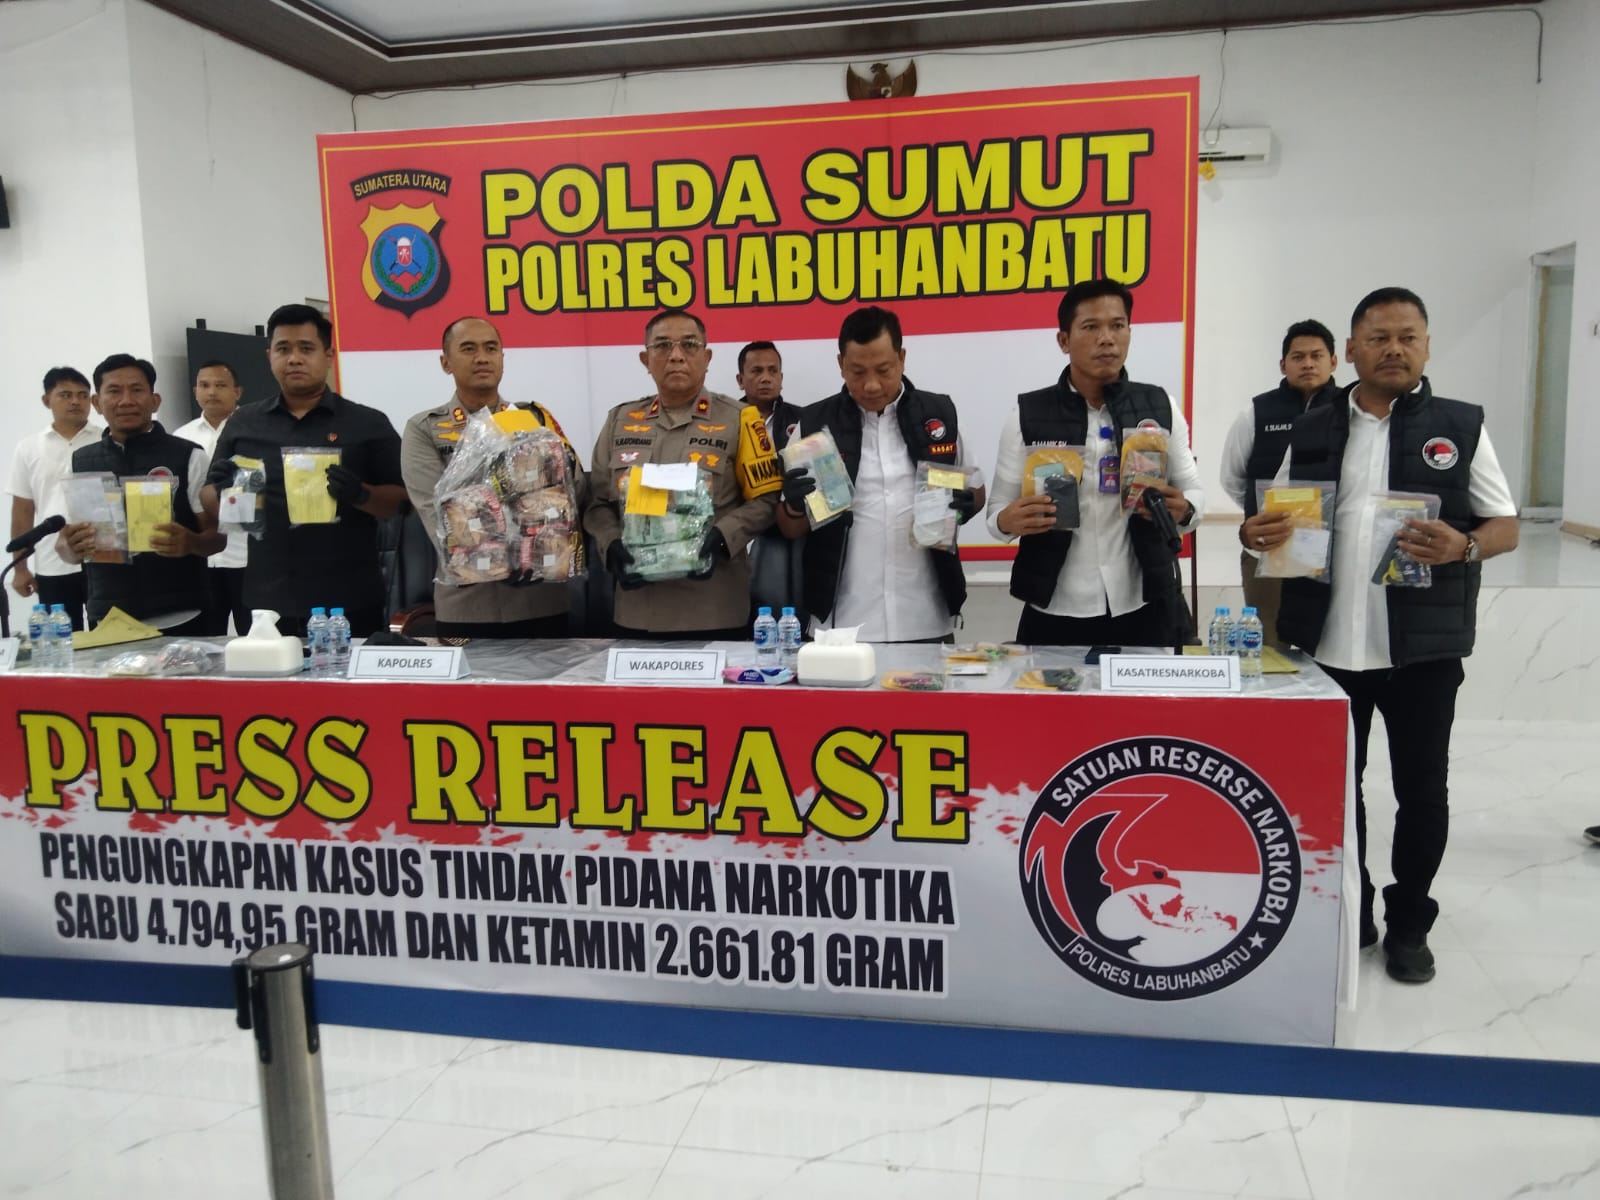 SUMATERA UTARA
POLDA SUMUT
POLRES LABUHANBATU
POLRI
KASAT
KAPOLRES
WAKAPOLRES
KASATRESNARKOBA
PRESS RELEASE
PENGUNGKAPAN KASUS TINDAK PIDANA NARKOTIKA
SABU 4.794,95 GRAM DAN KETAMIN 2.661.81 GRAM
SATUAN RESERSE NARKOBA
POLRES LABUHANBATU